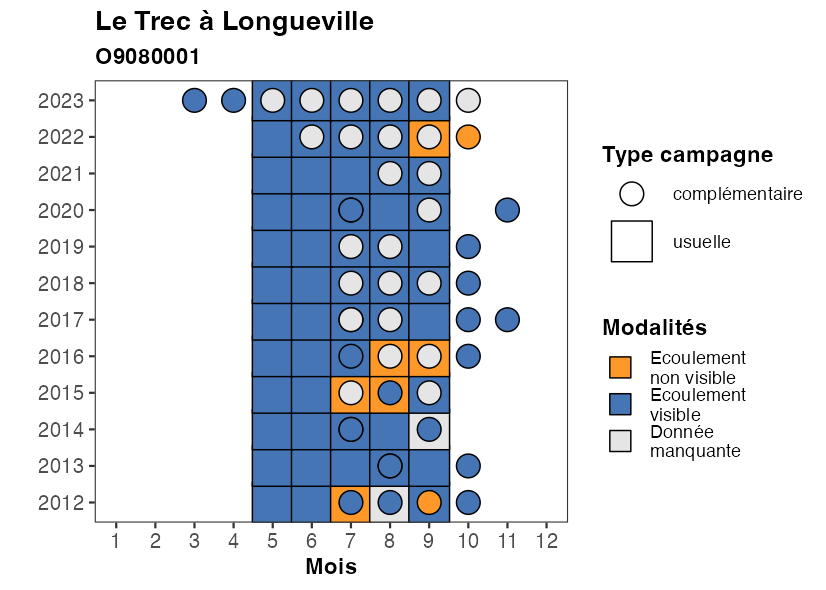 Le Trec à Longueville
O9080001
2023
2022
2021
2020
2019
2018
2017
2016
2015
2014
2013
2012
1 2 3 4 5 6 7 8 9 10 11 12
Mois
Type campagne
complémentaire
usuelle
Modalités
Ecoulement
non visible
Ecoulement
visible
Donnée
manquante